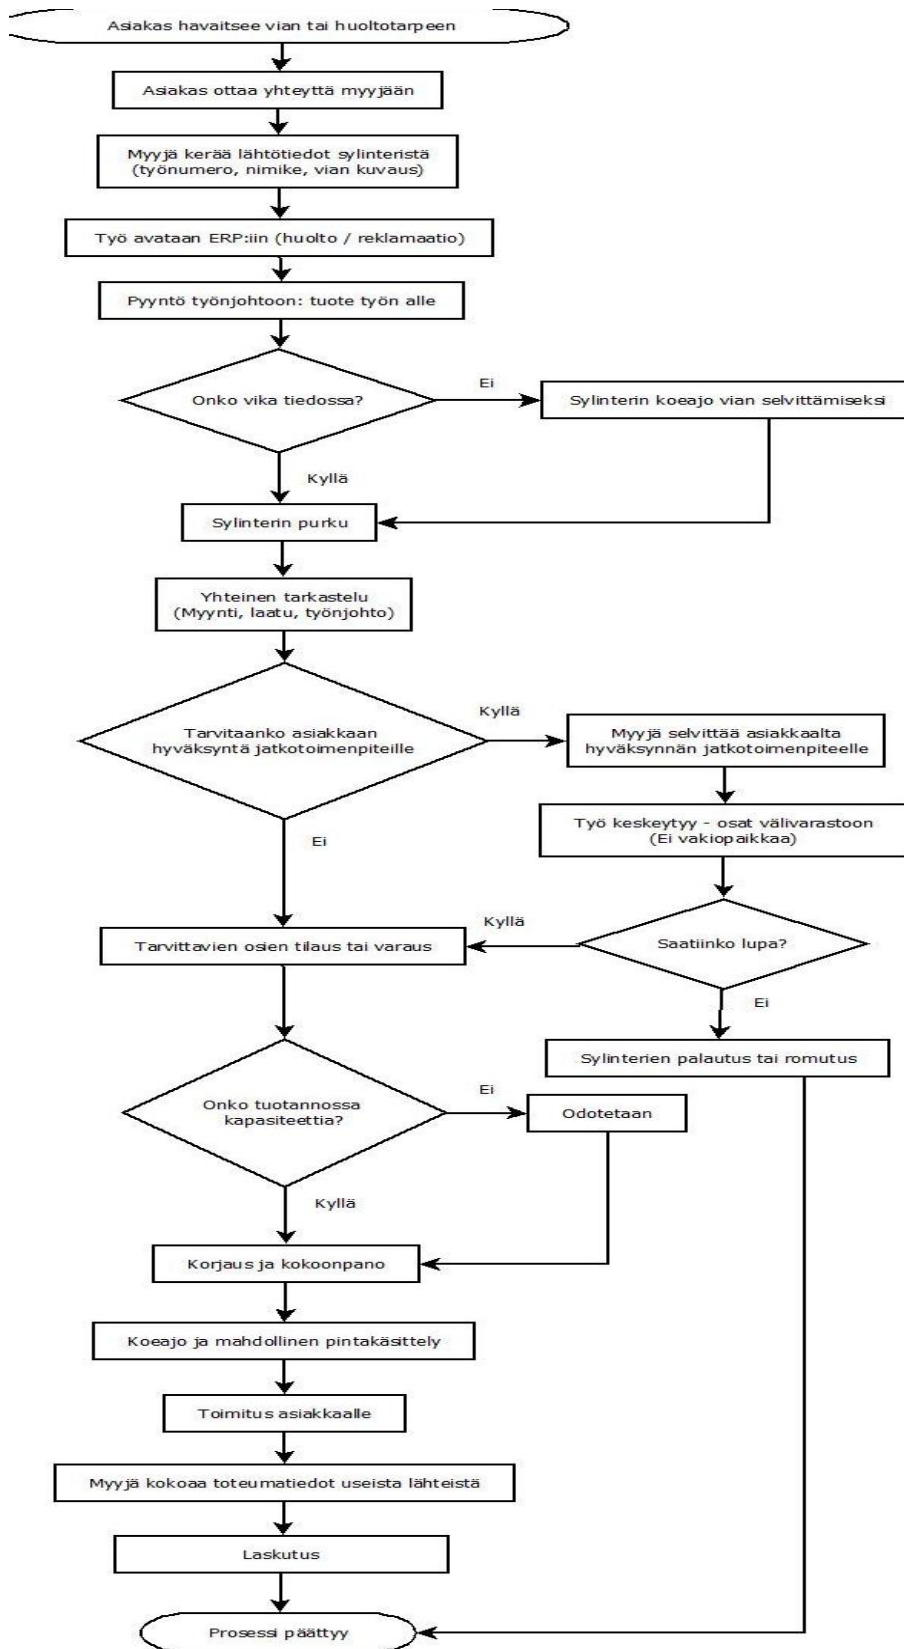 Asiakas havaitsee vian tai huoltotarpeen
Asiakas ottaa yhteyttä myyjään
Myyjä kerää lähtötiedot sylinteristä
(työnumero, nimike, vian kuvaus)
Työ avataan ERP:iin (huolto / reklamaatio)
Pyyntö työnjohtoon: tuote työn alle
Onko vika tiedossa?
Ei
Sylinterin koeajo vian selvittämiseksi
Kyllä
Sylinterin purku
Yhteinen tarkastelu
(Myynti, laatu, työnjohto)
Tarvitaanko asiakkaan
hyväksyntä jatkotoimenpiteille
Kyllä
Myyjä selvittää asiakkaalta
hyväksynnän jatkotoimenpiteelle
Työ keskeytyy - osat välivarastoon
(Ei vakiopaikkaa)
Ei
Saatiinko lupa?
Kyllä
Tarvittavien osien tilaus tai varaus
Ei
Sylinterien palautus tai romutus
Onko tuotannossa
kapasiteettia?
Ei
Odotetaan
Kyllä
Korjaus ja kokoonpano
Koeajo ja mahdollinen pintakäsittely
Toimitus asiakkaalle
Myyjä kokoaa toteumatiedot useista lähteistä
Laskutus
Prosessi päättyy